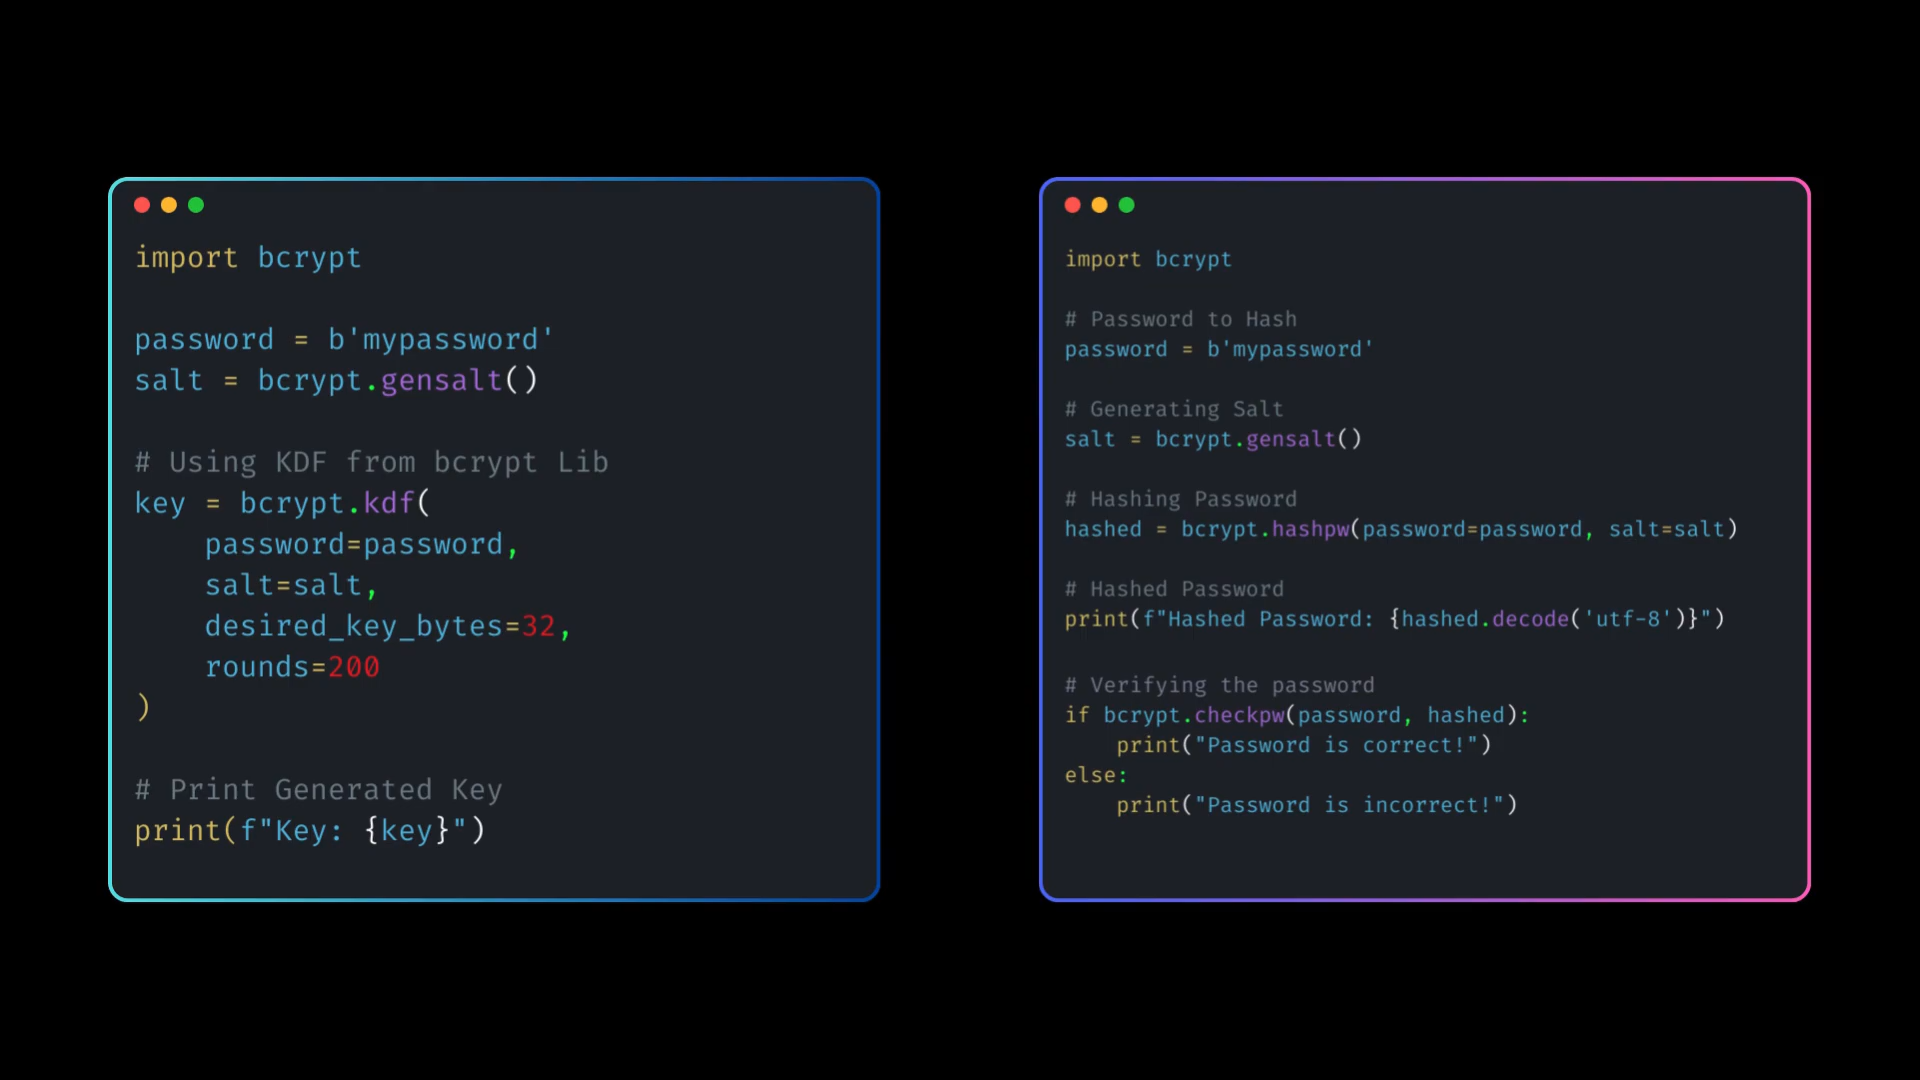 import bcrypt
password = b'mypassword'
salt = bcrypt.gensalt()
# Using KDF from bcrypt Lib
key = bcrypt.kdf(
    password=password,
    salt=salt,
    desired_key_bytes=32,
    rounds=200
)
# Print Generated Key
print(f"Key: {key}")
import bcrypt
# Password to Hash
password = b'mypassword'
# Generating Salt
salt = bcrypt.gensalt()
# Hashing Password
hashed = bcrypt.hashpw(password=password, salt=salt)
# Hashed Password
print(f"Hashed Password: {hashed.decode('utf-8')}")
# Verifying the password
if bcrypt.checkpw(password, hashed):
    print("Password is correct!")
else:
    print("Password is incorrect!")